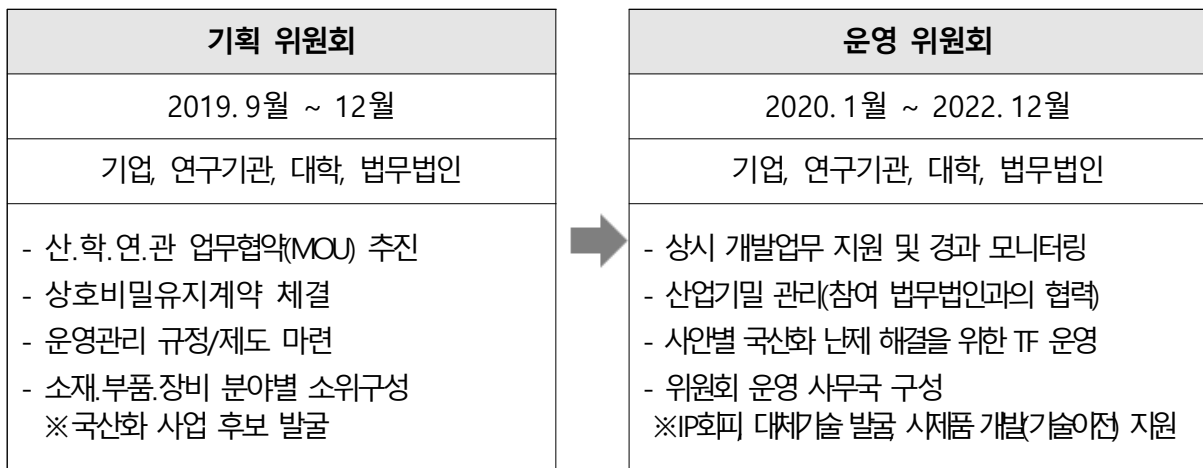 기획 위원회
2019. 9월 ~ 12월
기업, 연구기관, 대학, 법무법인
- 산.학.연.관 업무협약(MOU) 추진
- 상호비밀유지계약 체결
- 운영관리 규정/제도 마련
- 소재.부품.장비 분야별 소위구성
※국산화 사업 후보 발굴
운영 위원회
2020. 1월 ~ 2022. 12월
기업, 연구기관, 대학, 법무법인
- 상시 개발업무 지원 및 경과 모니터링
- 산업기밀 관리(참여 법무법인과의 협력)
- 사안별 국산화 난제 해결을 위한 TF 운영
- 위원회 운영 사무국 구성
※IP회피, 대체기술 발굴, 시제품 개발(기술이전) 지원